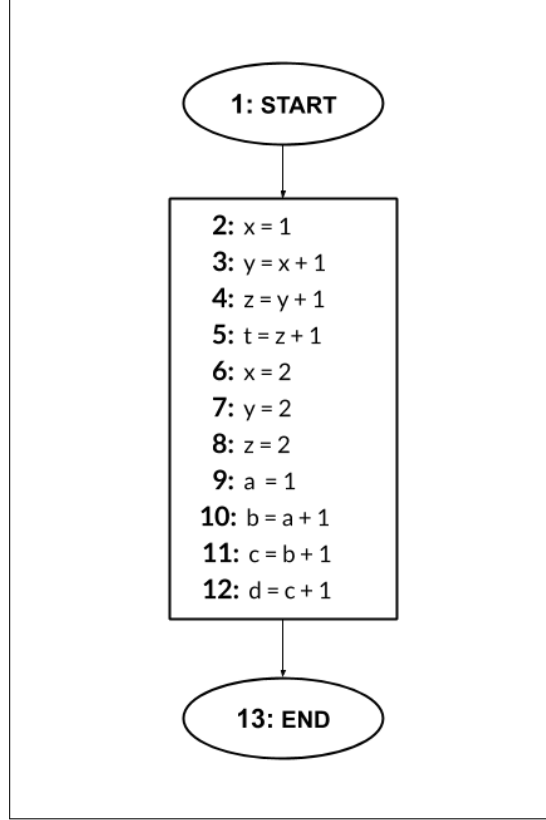 1: START
2: x = 1
3: y = x + 1
4: z = y + 1
5: t = z + 1
6: x = 2
7: y = 2
8: z = 2
9: a = 1
10: b = a + 1
11: c = b + 1
12: d = c + 1
13: END